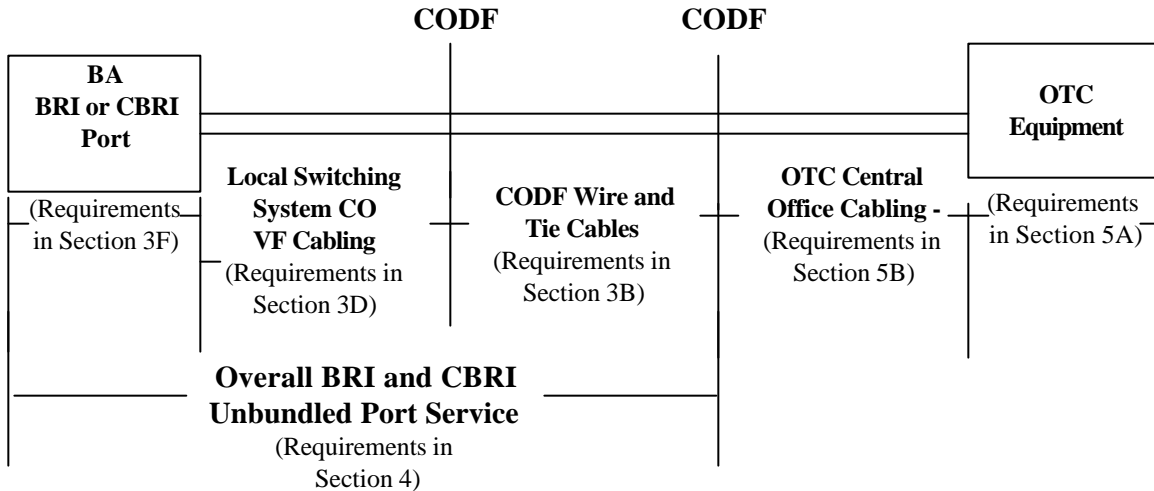 CODF
CODF
BA
BRI or CBRI
Port
OTC
Equipment
(Requirements
in Section 3F)
Local Switching
System CO
VF Cabling
(Requirements in
Section 3D)
CODF Wire and
Tie Cables
(Requirements in
Section 3B)
OTC Central
Office Cabling -
(Requirements in
Section 5B)
(Requirements
in Section 5A)
Overall BRI and CBRI
Unbundled Port Service
(Requirements in
Section 4)